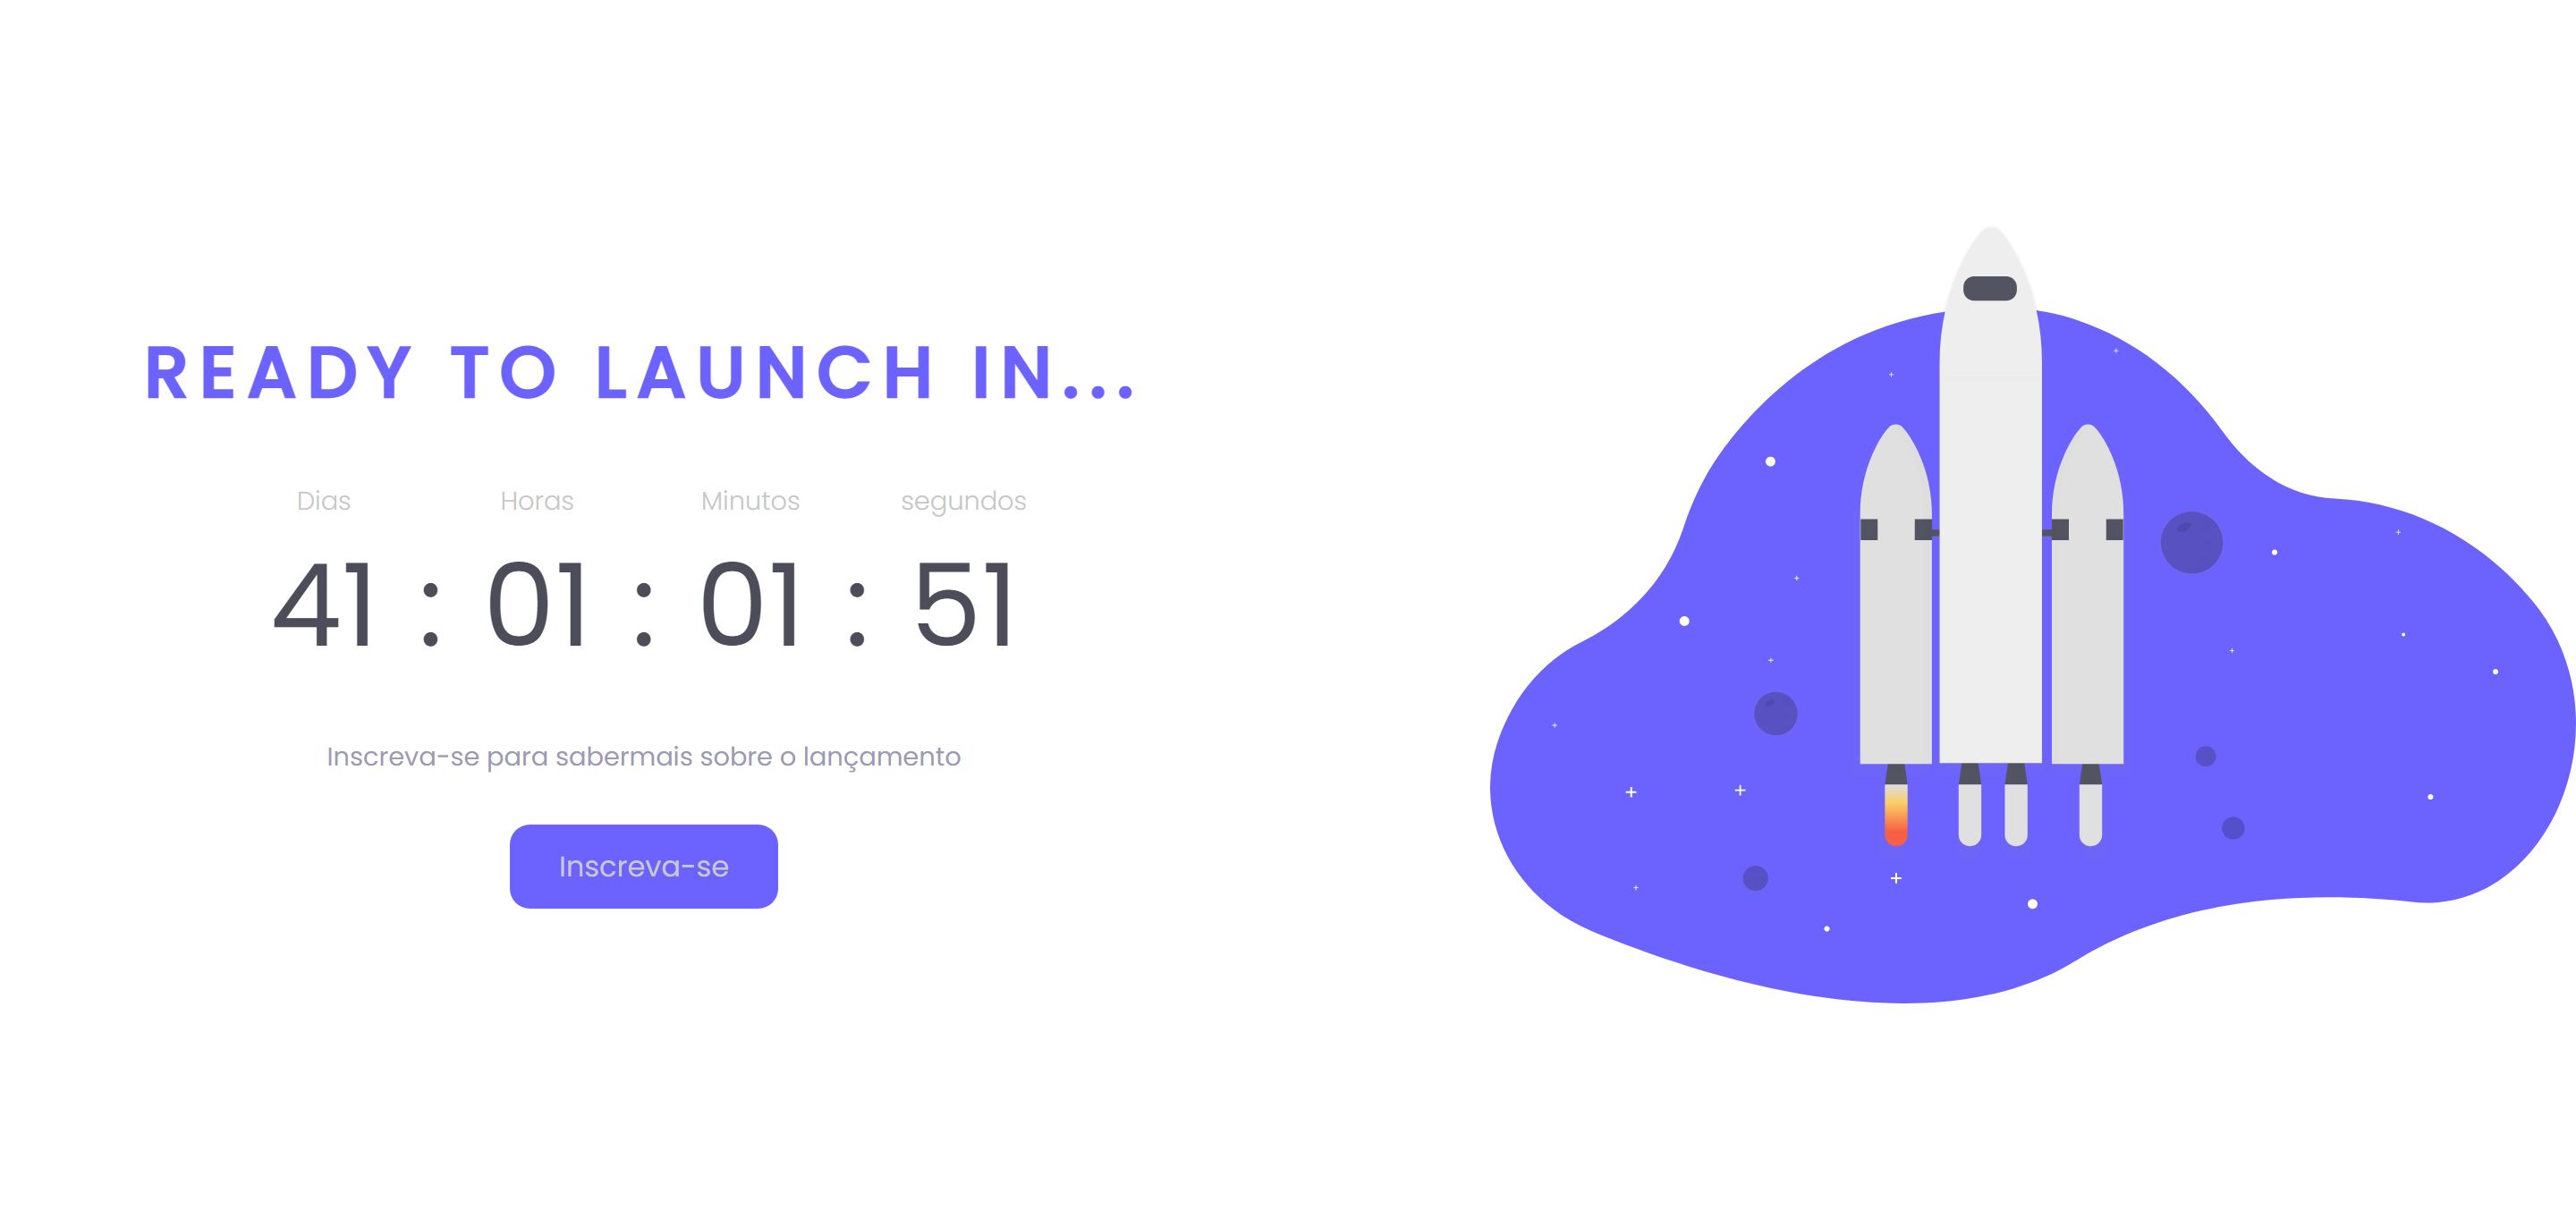 READY TO LAUNCH IN...
Dias Horas Minutos segundos
41 : 01 : 01 : 51
Inscreva-se para sabermais sobre o lançamento
Inscreva-se